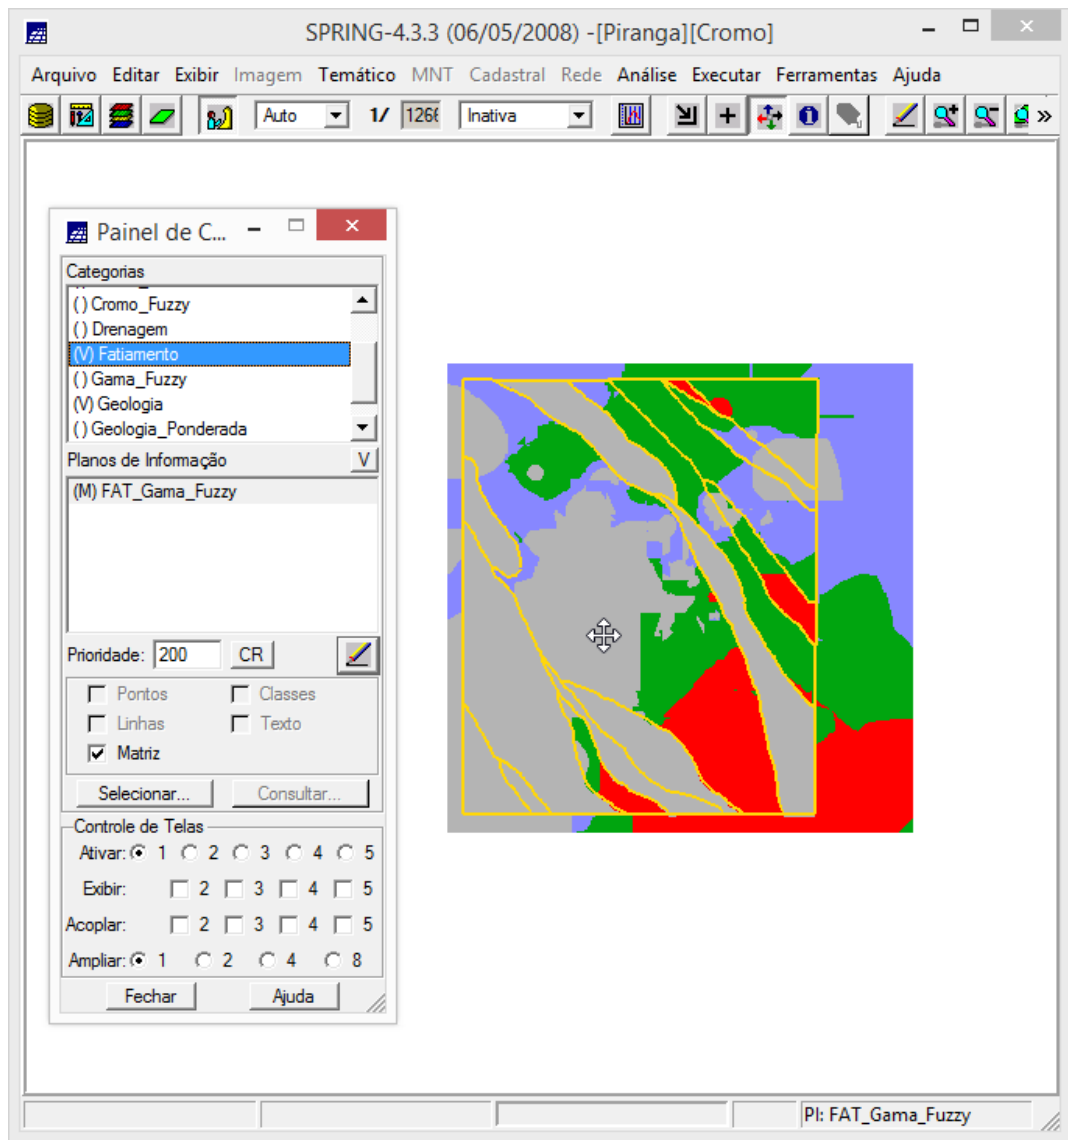 SPRING-4.3.3 (06/05/2008) -[Piranga][Cromo]
Arquivo Editar Exibir Imagem Temático MNT Cadastral Rede Análise Executar Ferramentas Ajuda
Auto 1/ 1266 Inativa »
Painel de C...
Categorias
( ) Cromo_Fuzzy
( ) Drenagem
(V) Fatiamento
( ) Gama_Fuzzy
(V) Geologia
( ) Geologia_Ponderada
Planos de Informação V
(M) FAT_Gama_Fuzzy
Prioridade: 200 CR
Pontos Classes
Linhas Texto
Matriz
Selecionar... Consultar...
Controle de Telas
Ativar: 1 2 3 4 5
Exibir: 2 3 4 5
Acoplar: 2 3 4 5
Ampliar: 1 2 4 8
Fechar Ajuda
PI: FAT_Gama_Fuzzy